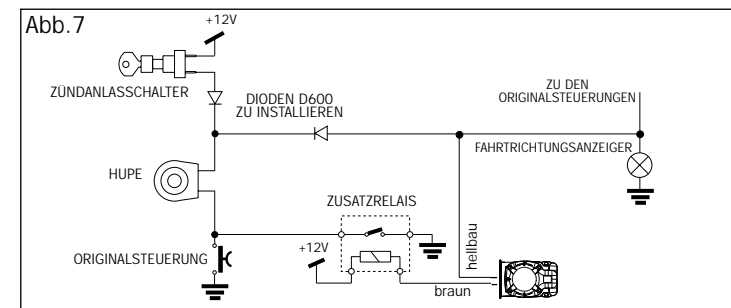 Abb.7
+12V
ZÜNDANLASSCHALTER
DIODEN D600
ZU INSTALLIEREN
ZU DEN
ORIGINALSTEUERUNGEN
FAHRTRICHTUNGSANZEIGER
HUPE
ZUSATZRELAIS
ORIGINALSTEUERUNG
+12V
hellbau
braun